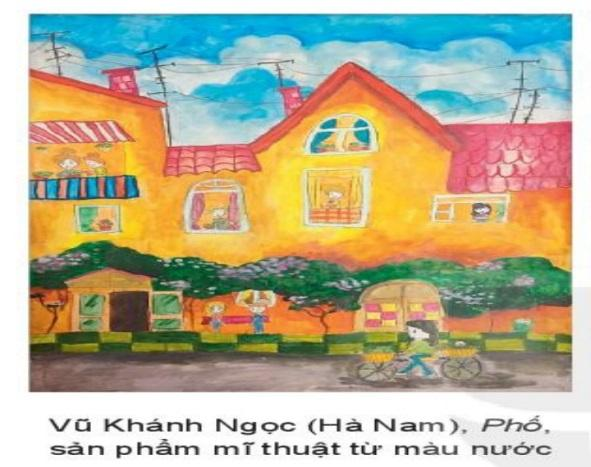 Vũ Khánh Ngọc (Hà Nam), Phố,
sản phẩm mĩ thuật từ màu nước